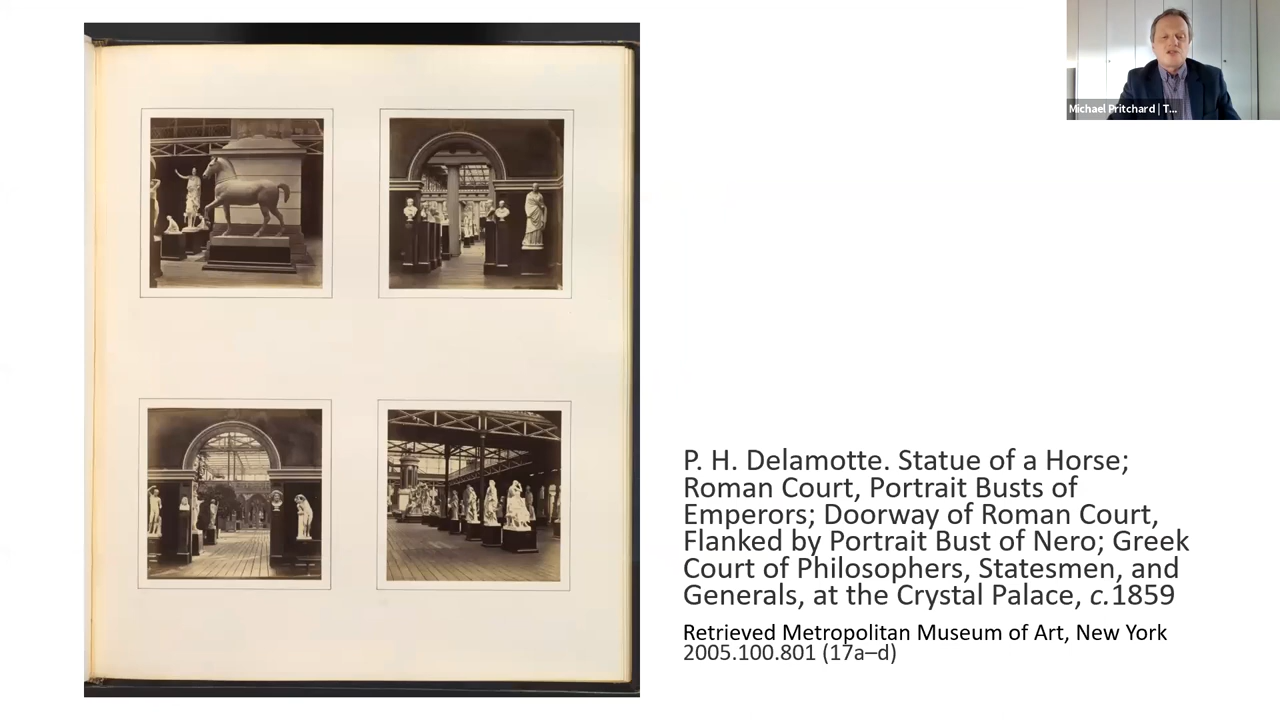 Michael Pritchard | T...
P. H. Delamotte. Statue of a Horse;
Roman Court, Portrait Busts of
Emperors; Doorway of Roman Court,
Flanked by Portrait Bust of Nero; Greek
Court of Philosophers, Statesmen, and
Generals, at the Crystal Palace, c.1859
Retrieved Metropolitan Museum of Art, New York
2005.100.801 (17a–d)